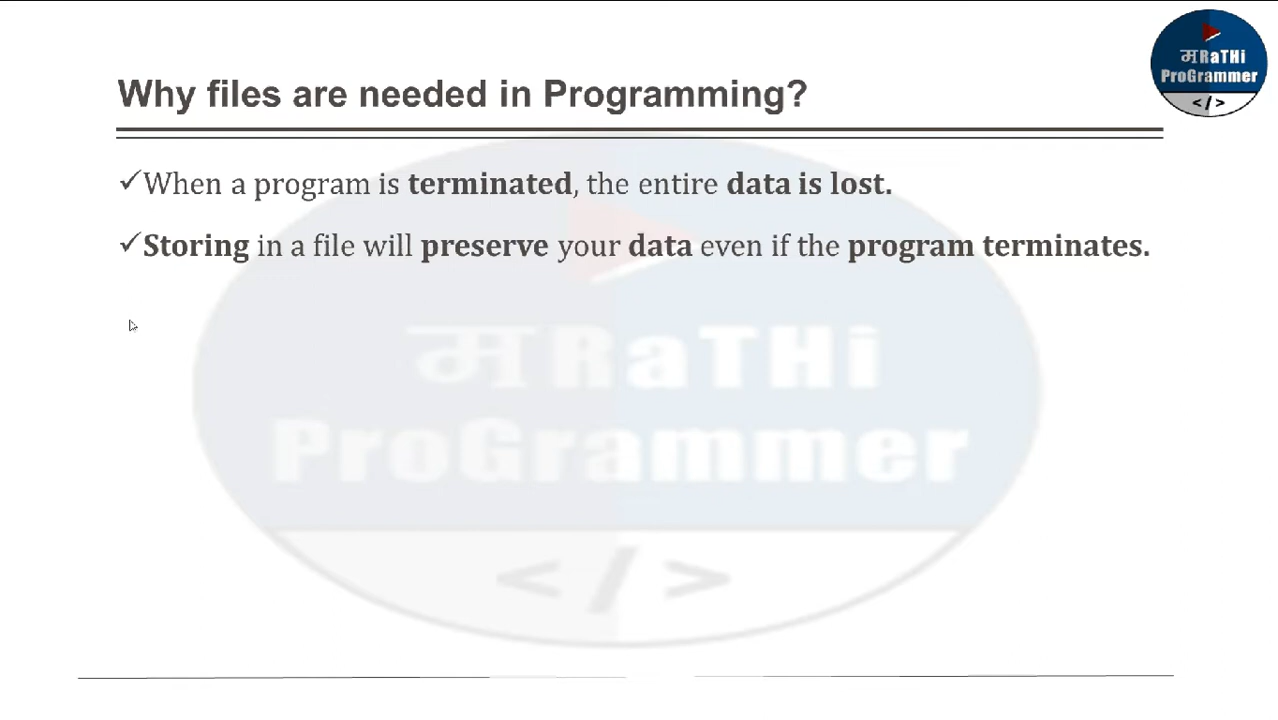 मRaTHi
ProGrammer
</>
Why files are needed in Programming?
✓When a program is terminated, the entire data is lost.
✓Storing in a file will preserve your data even if the program terminates.
मRaTHi
ProGrammer
</>